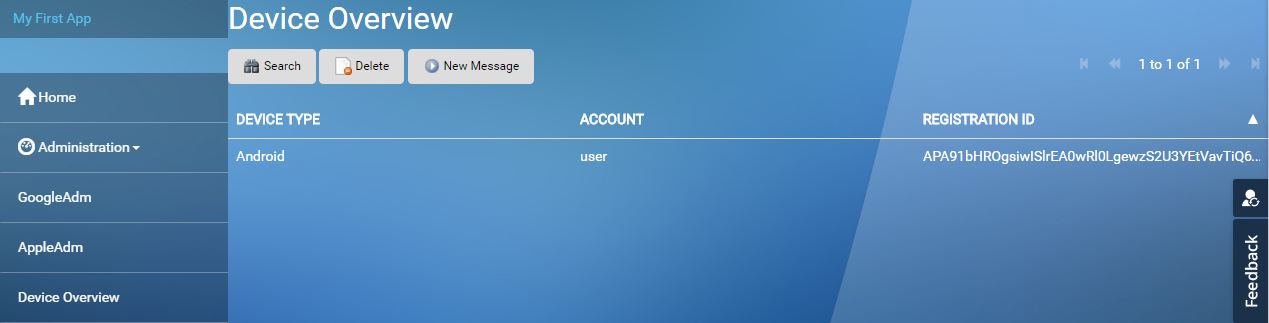 My First App
Device Overview
Search Delete New Message
1 to 1 of 1
Home
Administration
GoogleAdm
AppleAdm
Device Overview
DEVICE TYPE ACCOUNT REGISTRATION ID
Android user APA91bHROgsiwISlrEA0wRl0LgewzS2U3YEtVavTiQ6...
Feedback